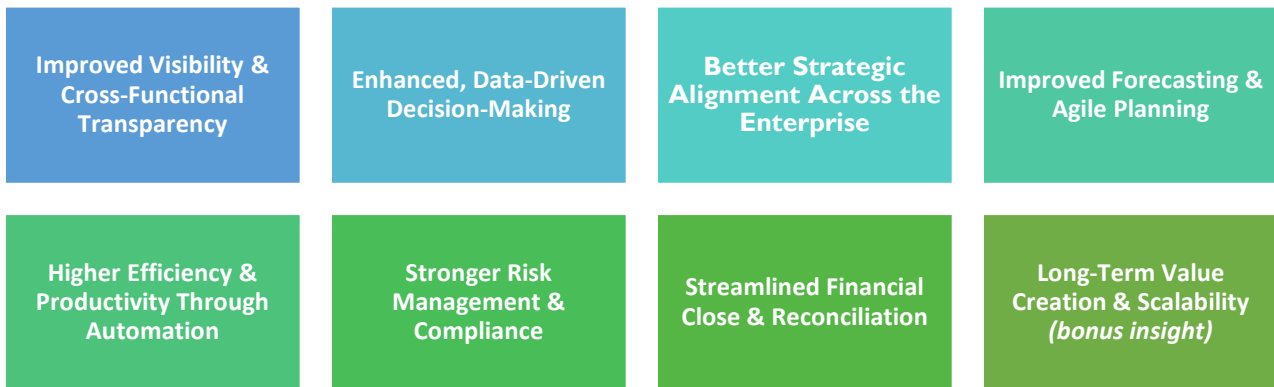 Improved Visibility &
Cross-Functional
Transparency
Enhanced, Data-Driven
Decision-Making
Better Strategic
Alignment Across the
Enterprise
Improved Forecasting &
Agile Planning
Higher Efficiency &
Productivity Through
Automation
Stronger Risk
Management &
Compliance
Streamlined Financial
Close & Reconciliation
Long-Term Value
Creation & Scalability
(bonus insight)